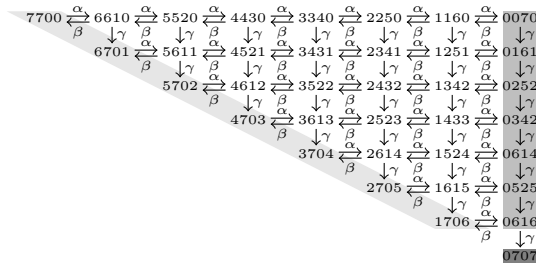 7700 α⇄β 6610 α⇄β 5520 α⇄β 4430 α⇄β 3340 α⇄β 2250 α⇄β 1160 α⇄β 0070
↓γ ↓γ ↓γ ↓γ ↓γ ↓γ ↓γ
6701 α⇄β 5611 α⇄β 4521 α⇄β 3431 α⇄β 2341 α⇄β 1251 α⇄β 0161
↓γ ↓γ ↓γ ↓γ ↓γ ↓γ
5702 α⇄β 4612 α⇄β 3522 α⇄β 2432 α⇄β 1342 α⇄β 0252
↓γ ↓γ ↓γ ↓γ ↓γ
4703 α⇄β 3613 α⇄β 2523 α⇄β 1433 α⇄β 0342
↓γ ↓γ ↓γ ↓γ
3704 α⇄β 2614 α⇄β 1524 α⇄β 0614
↓γ ↓γ ↓γ
2705 α⇄β 1615 α⇄β 0525
↓γ ↓γ
1706 α⇄β 0616
↓γ
0707